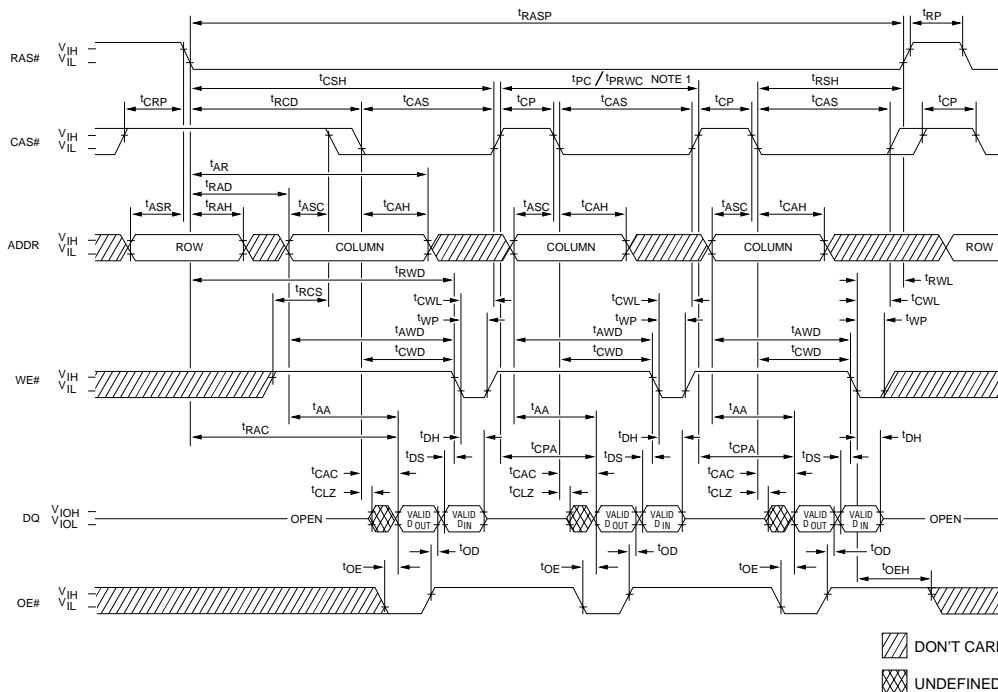 tRASP tRP
RAS# VIH VIL
tCSH tPC / tPRWC NOTE 1 tRSH
tCRP tRCD tCAS tCP tCAS tCP tCAS tCP
CAS# VIH VIL
tAR
tRAD
tASR tRAH tASC tCAH tASC tCAH tASC tCAH
ADDR VIH VIL ROW COLUMN COLUMN COLUMN ROW
tRWD tRWL
tRCS tCWL tCWL tCWL
tWP tWP tWP
tAWD tAWD tAWD
tCWD tCWD tCWD
WE# VIH VIL
tAA tAA tAA
tRAC tDH tDH tDH
tDS tCPA tDS tCPA tDS
tCAC tCAC tCAC
tCLZ tCLZ tCLZ
DQ VIOH VIOL OPEN VALID DOUT VALID DIN VALID DOUT VALID DIN VALID DOUT VALID DIN OPEN
tOD tOD tOD
tOE tOE tOE tOEH
OE# VIH VIL
DON'T CARE
UNDEFINED